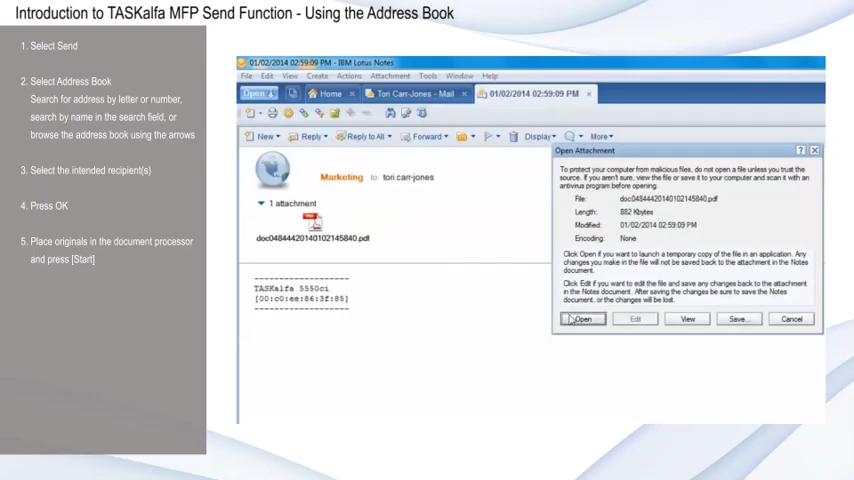 Introduction to TASKalfa MFP Send Function - Using the Address Book
1. Select Send
2. Select Address Book
Search for address by letter or number,
search by name in the search field, or
browse the address book using the arrows
3. Select the intended recipient(s)
4. Press OK
5. Place originals in the document processor
and press [Start]
01/02/2014 02:59:09 PM - IBM Lotus Notes
File Edit View Create Actions Attachment Tools Window Help
Open Home Tori Carr-Jones - Mail 01/02/2014 02:59:09 PM
New Reply Reply to All Forward Display More
Marketing to tori.carr-jones
1 attachment
doc04844420140102145840.pdf
--------------------
TASKalfa 5550ci
[00:c0:ee:86:3f:85]
--------------------
Open Attachment
To protect your computer from malicious files, do not open a file unless you trust the
source. If you aren't sure, view the file or save it to your computer and scan it with an
antivirus program before opening.
File: doc04844420140102145840.pdf
Length: 882 Kbytes
Modified: 01/02/2014 02:59:09 PM
Encoding: None
Click Open if you want to launch a temporary copy of the file in an application. Any
changes you make in the file will not be saved back to the attachment in the Notes
document.
Click Edit if you want to edit the file and save any changes back to the attachment
in the Notes document. After saving the changes be sure to save the Notes
document, or the changes will be lost.
Open Edit View Save... Cancel